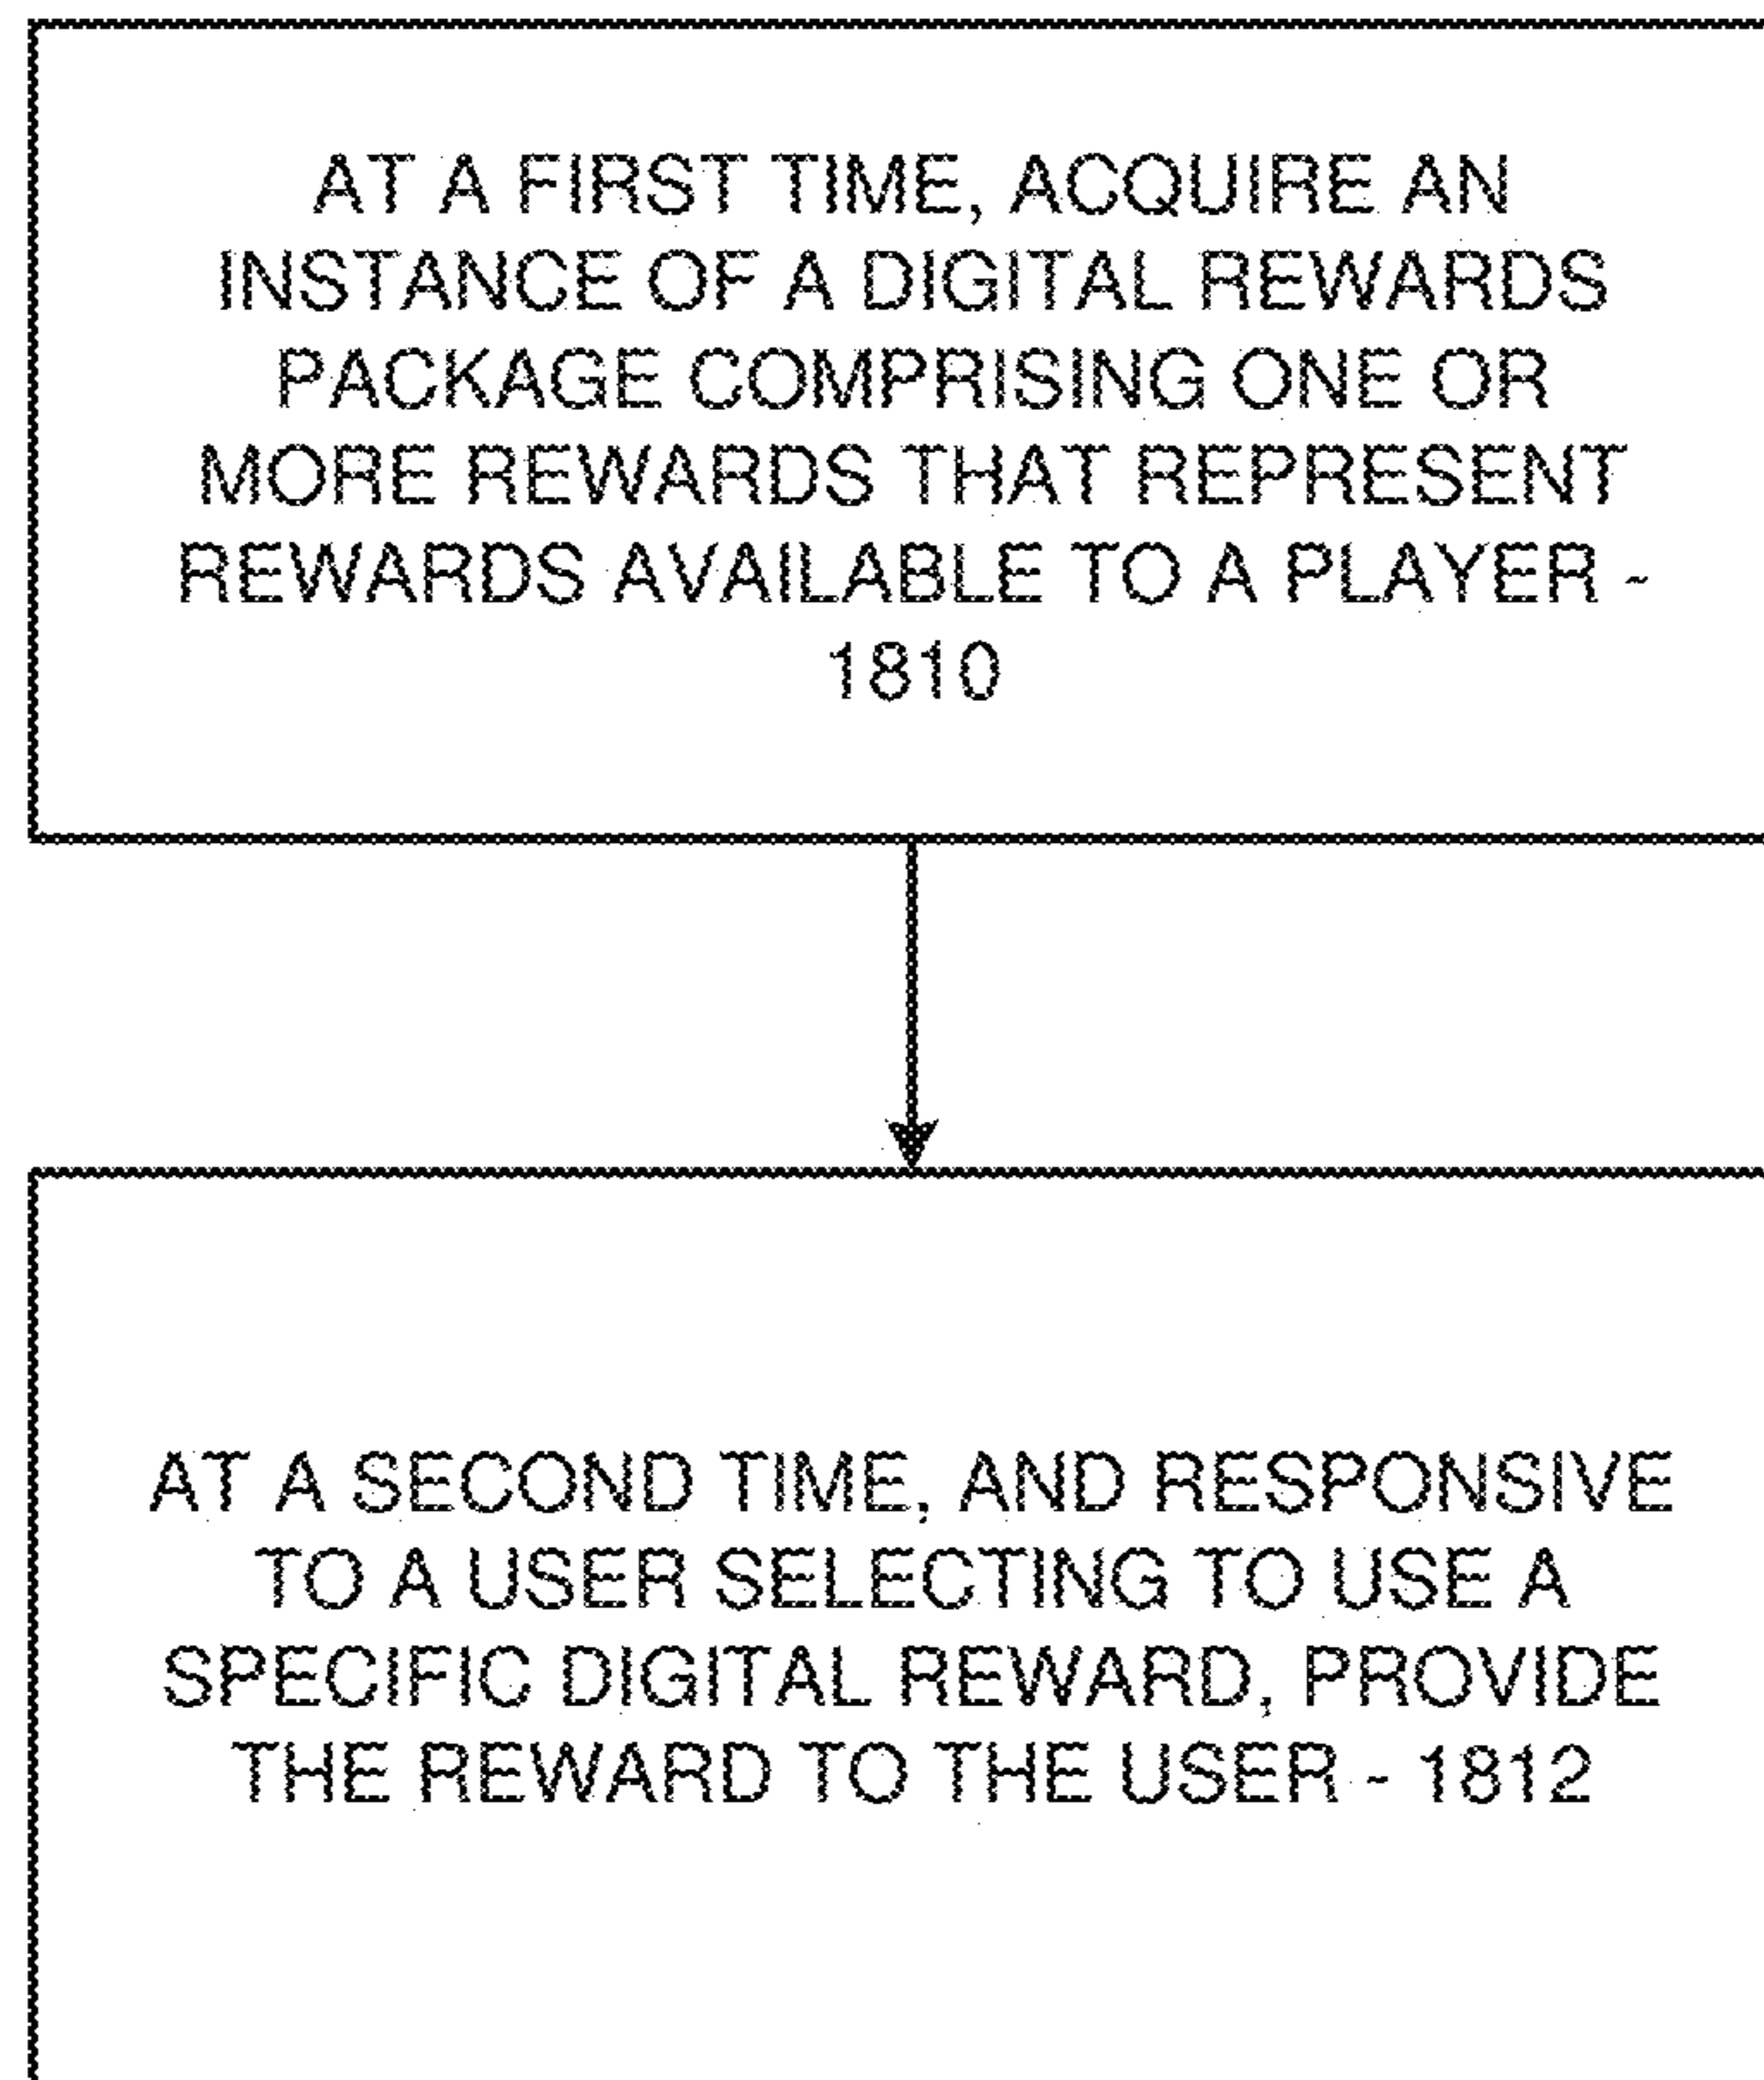 AT A FIRST TIME, ACQUIRE AN
INSTANCE OF A DIGITAL REWARDS
PACKAGE COMPRISING ONE OR
MORE REWARDS THAT REPRESENT
REWARDS AVAILABLE TO A PLAYER -
1810
AT A SECOND TIME, AND RESPONSIVE
TO A USER SELECTING TO USE A
SPECIFIC DIGITAL REWARD, PROVIDE
THE REWARD TO THE USER - 1812